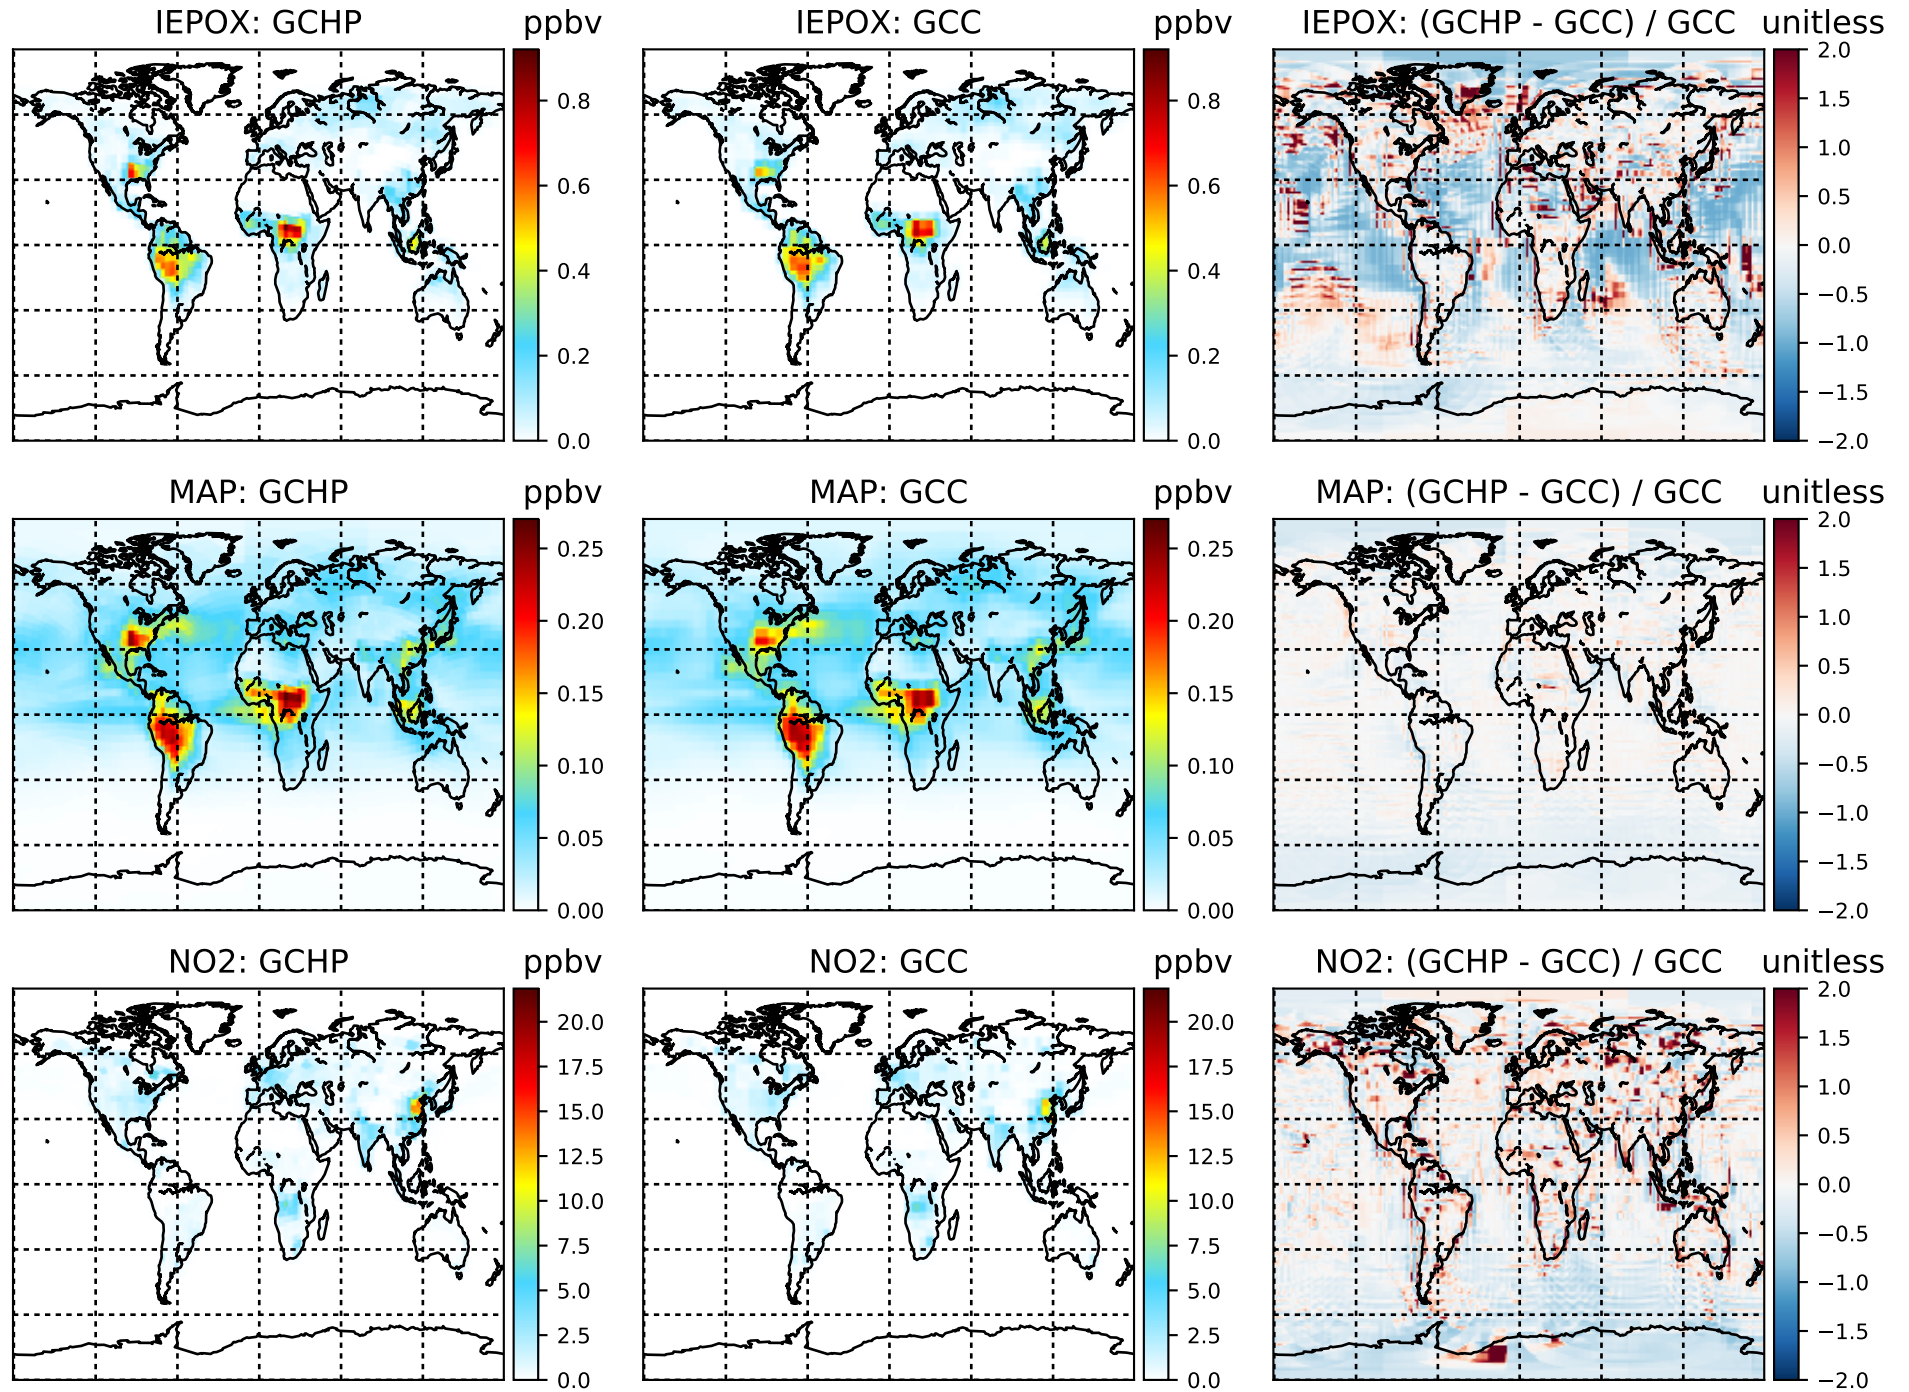 IEPOX: GCHP ppbv IEPOX: GCC ppbv IEPOX: (GCHP - GCC) / GCC unitless
0.8 0.8 2.0
0.6 0.6 1.5
0.4 0.4 1.0
0.2 0.2 0.5
0.0 0.0 0.0
−0.5
−1.0
−1.5
−2.0
MAP: GCHP ppbv MAP: GCC ppbv MAP: (GCHP - GCC) / GCC unitless
0.25 0.25 2.0
0.20 0.20 1.5
0.15 0.15 1.0
0.10 0.10 0.5
0.05 0.05 0.0
0.00 0.00 −0.5
−1.0
−1.5
−2.0
NO2: GCHP ppbv NO2: GCC ppbv NO2: (GCHP - GCC) / GCC unitless
20.0 20.0 2.0
17.5 17.5 1.5
15.0 15.0 1.0
12.5 12.5 0.5
10.0 10.0 0.0
7.5 7.5 −0.5
5.0 5.0 −1.0
2.5 2.5 −1.5
0.0 0.0 −2.0